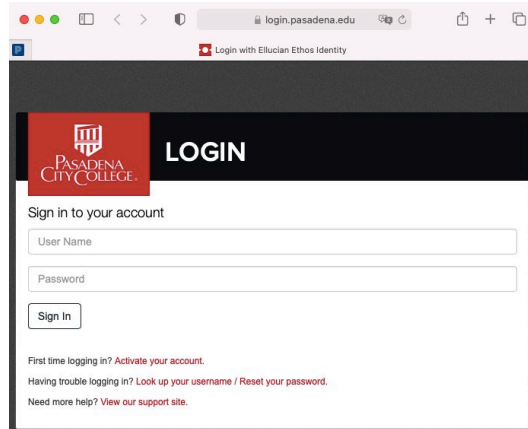 login.pasadena.edu
P
Login with Ellucian Ethos Identity
PASADENA
CITY COLLEGE
LOGIN
Sign in to your account
User Name
Password
Sign In
First time logging in? Activate your account.
Having trouble logging in? Look up your username / Reset your password.
Need more help? View our support site.